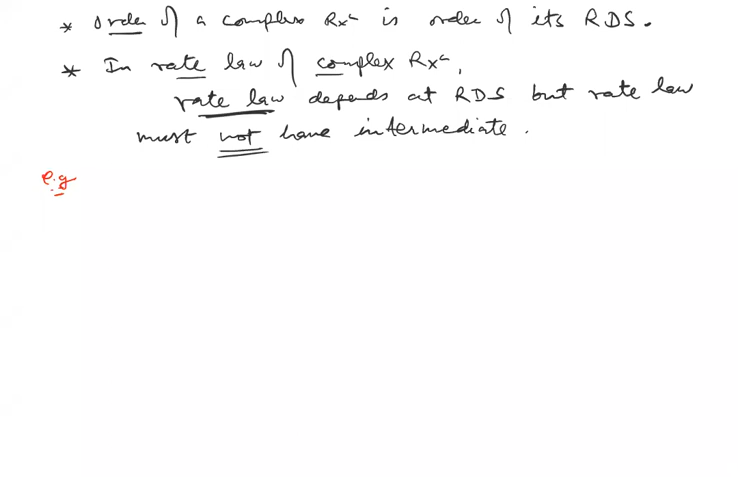 * order of a complex Rxⁿ is order of its RDS.
* In rate law of complex Rxⁿ,
rate law depends at RDS but rate law
must not have intermediate.
e.g